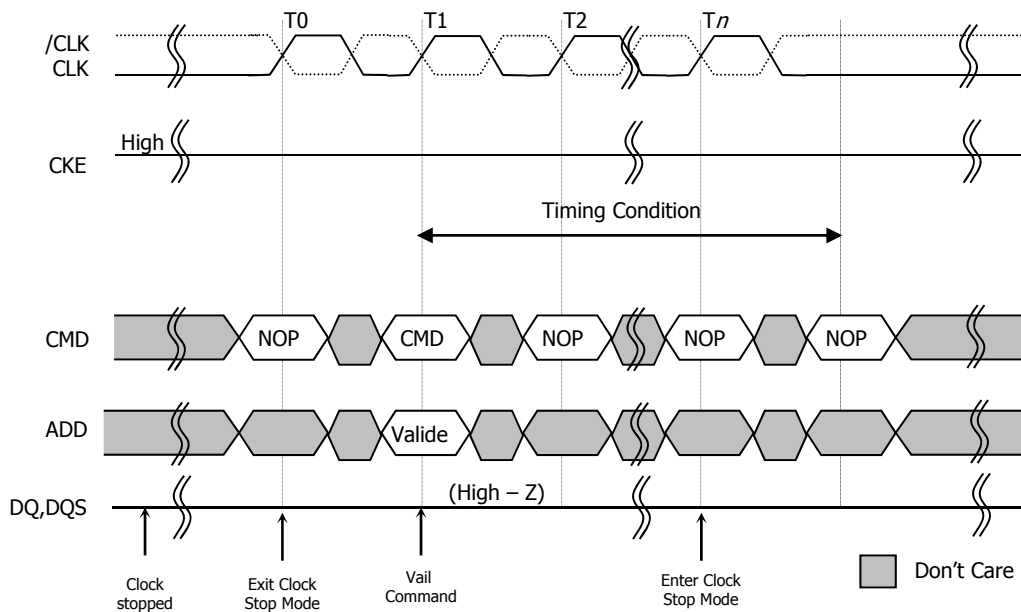 T0 T1 T2 Tn
/CLK
CLK
High
CKE
Timing Condition
CMD NOP CMD NOP NOP NOP
ADD Valide
(High – Z)
DQ,DQS
Clock
stopped
Exit Clock
Stop Mode
Vail
Command
Enter Clock
Stop Mode
Don't Care